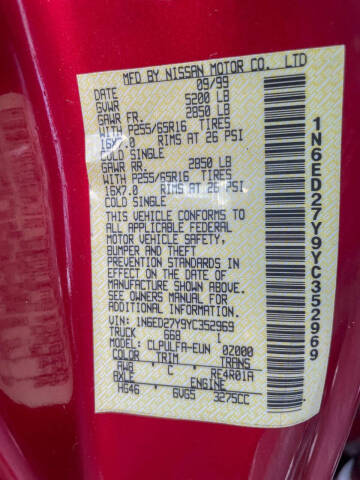 MFD BY NISSAN MOTOR CO. LTD
DATE 09/99
GVWR 5200 LB
GAWR FR. 2850 LB
WITH P255/65R16 TIRES
16X7.0 RIMS AT 26 PSI
COLD SINGLE
GAWR RR. 2850 LB
WITH P255/65R16 TIRES
16X7.0 RIMS AT 26 PSI
COLD SINGLE
THIS VEHICLE CONFORMS TO
ALL APPLICABLE FEDERAL
MOTOR VEHICLE SAFETY,
BUMPER AND THEFT
PREVENTION STANDARDS IN
EFFECT ON THE DATE OF
MANUFACTURE SHOWN ABOVE.
SEE OWNERS MANUAL FOR
ADDITIONAL INFORMATION
1N6ED27Y9YC352969
TRUCK 668 I
MODEL CLPULFA-EUN 02000
COLOR TRIM TRANS
AWB C RE4R01A
AXLE ENGINE
HG46 6VG5 3275CC
1N6ED27Y9YC352969